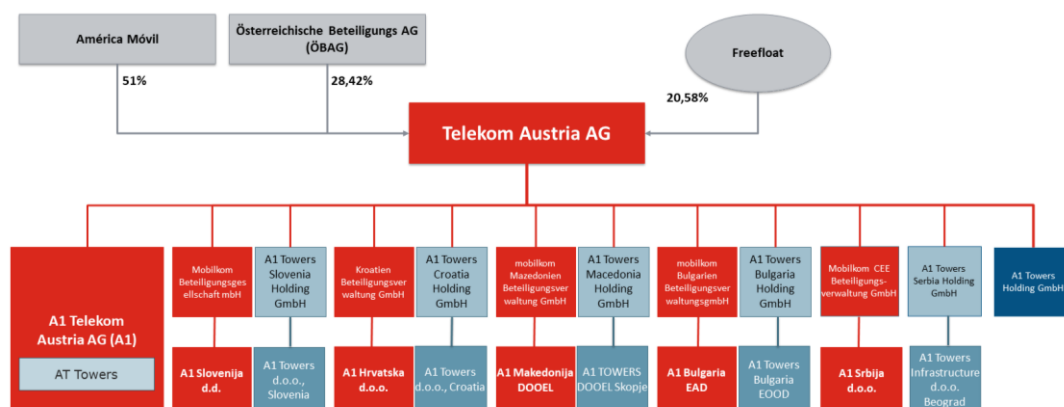 América Móvil
Österreichische Beteiligungs AG
(ÖBAG)
Freefloat
51%
28,42%
20,58%
Telekom Austria AG
A1 Telekom
Austria AG (A1)
AT Towers
Mobilkom
Beteiligungsges
ellschaft mbH
A1 Towers
Slovenia
Holding
GmbH
Kroatien
Beteiligungsver
waltung GmbH
A1 Towers
Croatia
Holding
GmbH
mobilkom
Mazedonien
Beteiligungsver
waltung GmbH
A1 Towers
Macedonia
Holding
GmbH
mobilkom
Bulgarien
Beteiligung
verwaltungsgmbH
A1 Towers
Bulgaria
Holding
GmbH
Mobilkom CEE
Beteiligungs-
verwaltung GmbH
A1 Towers
Serbia Holding
GmbH
A1 Towers
Holding GmbH
A1 Slovenija
d.d.
A1 Towers
d.o.o.,
Slovenia
A1 Hrvatska
d.o.o.
A1 Towers
d.o.o., Croatia
A1 Makedonija
DOOEL
A1 TOWERS
DOOEL Skopje
A1 Bulgaria
EAD
A1 Towers
Bulgaria
EOOD
A1 Srbija
d.o.o.
A1 Towers
Infrastructure
d.o.o.
Beograd